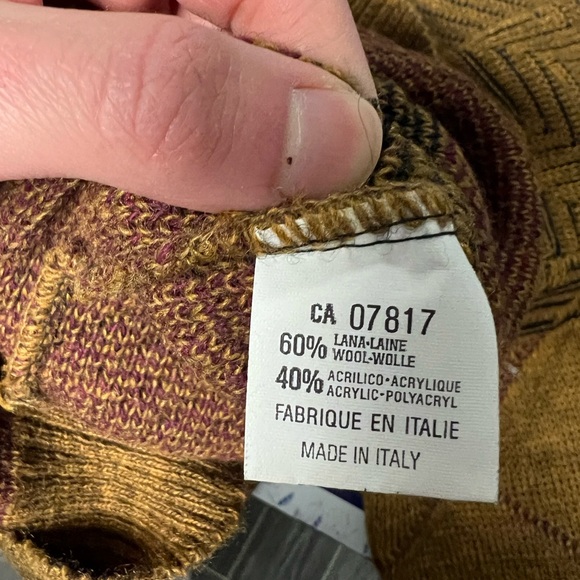 CA 07817
60% LANA•LAINE
WOOL-WOLLE
40% ACRILICO•ACRYLIQUE
ACRYLIC-POLYACRYL
FABRIQUE EN ITALIE
MADE IN ITALY